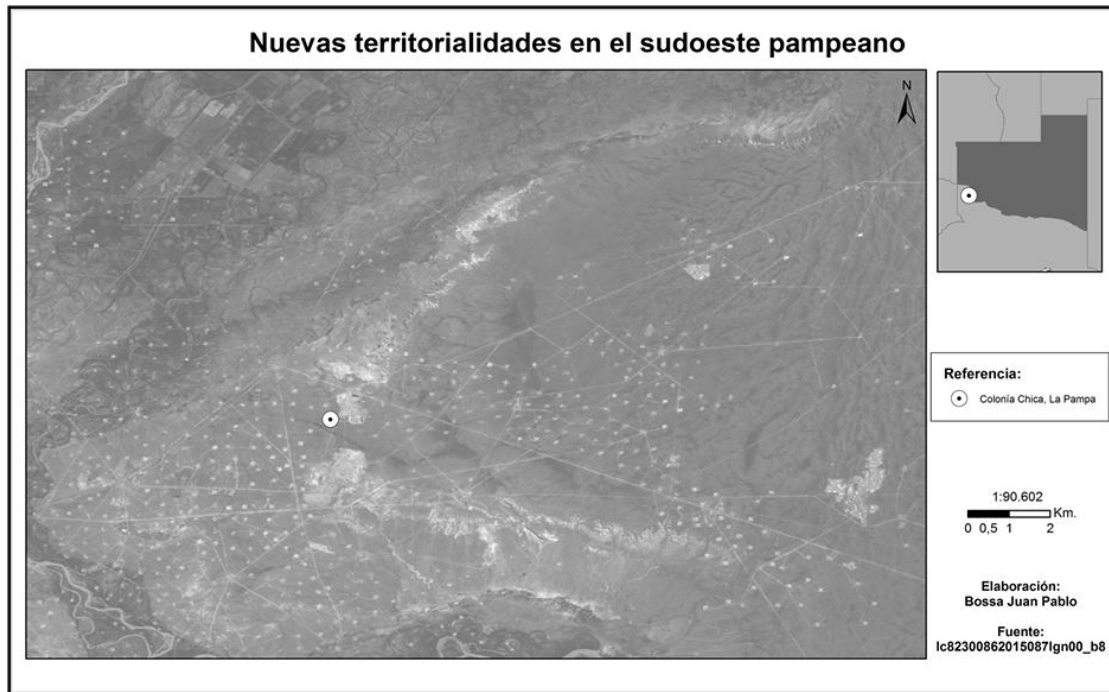 Nuevas territorialidades en el sudoeste pampeano
N
Referencia:
Colonía Chica, La Pampa
1:90.602
Km.
0 0,5 1 2
Elaboración:
Bossa Juan Pablo
Fuente:
lc82300862015087lgn00_b8